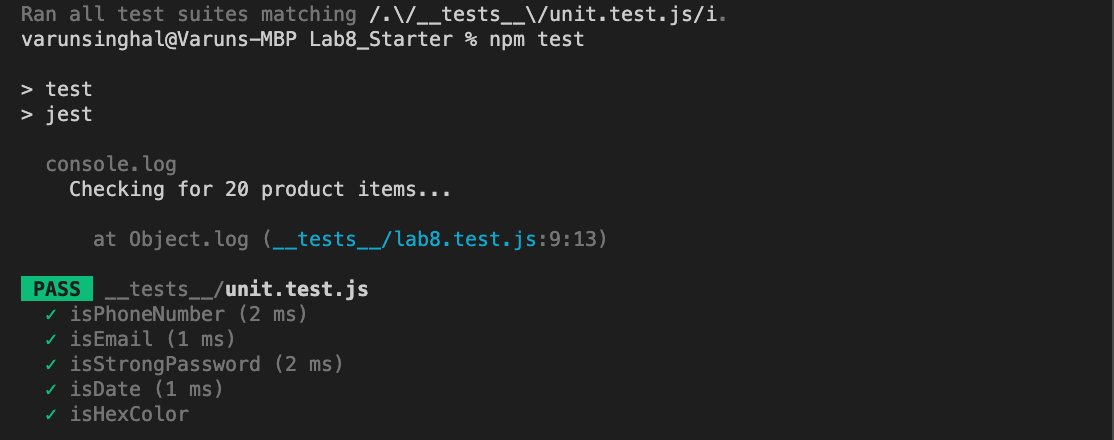 Ran all test suites matching /.\/__tests__\/unit.test.js/i.
varunsinghal@Varuns-MBP Lab8_Starter % npm test
> test
> jest
console.log
Checking for 20 product items...
at Object.log (__tests__/lab8.test.js:9:13)
PASS __tests__/unit.test.js
✓ isPhoneNumber (2 ms)
✓ isEmail (1 ms)
✓ isStrongPassword (2 ms)
✓ isDate (1 ms)
✓ isHexColor